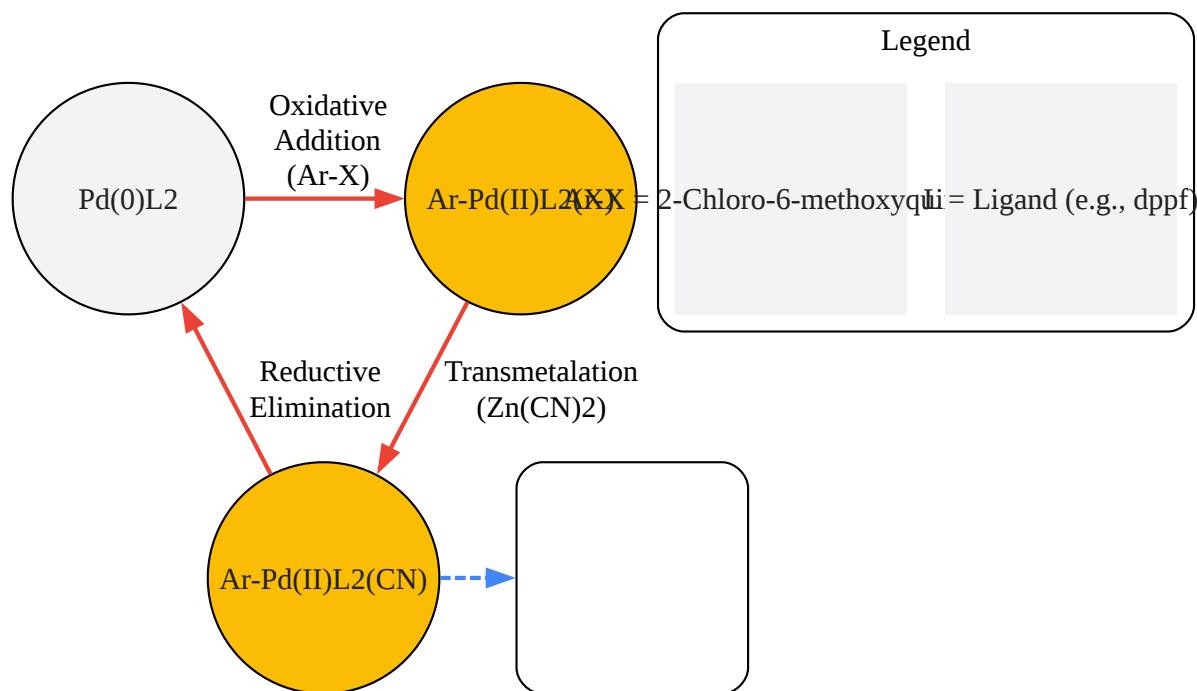 Legend
Oxidative
Addition
(Ar-X)
Pd(0)L2
Ar-Pd(II)L2(X)
Ar-X = 2-Chloro-6-methoxyqui
L = Ligand (e.g., dppf)
Reductive
Elimination
Transmetalation
(Zn(CN)2)
Ar-Pd(II)L2(CN)